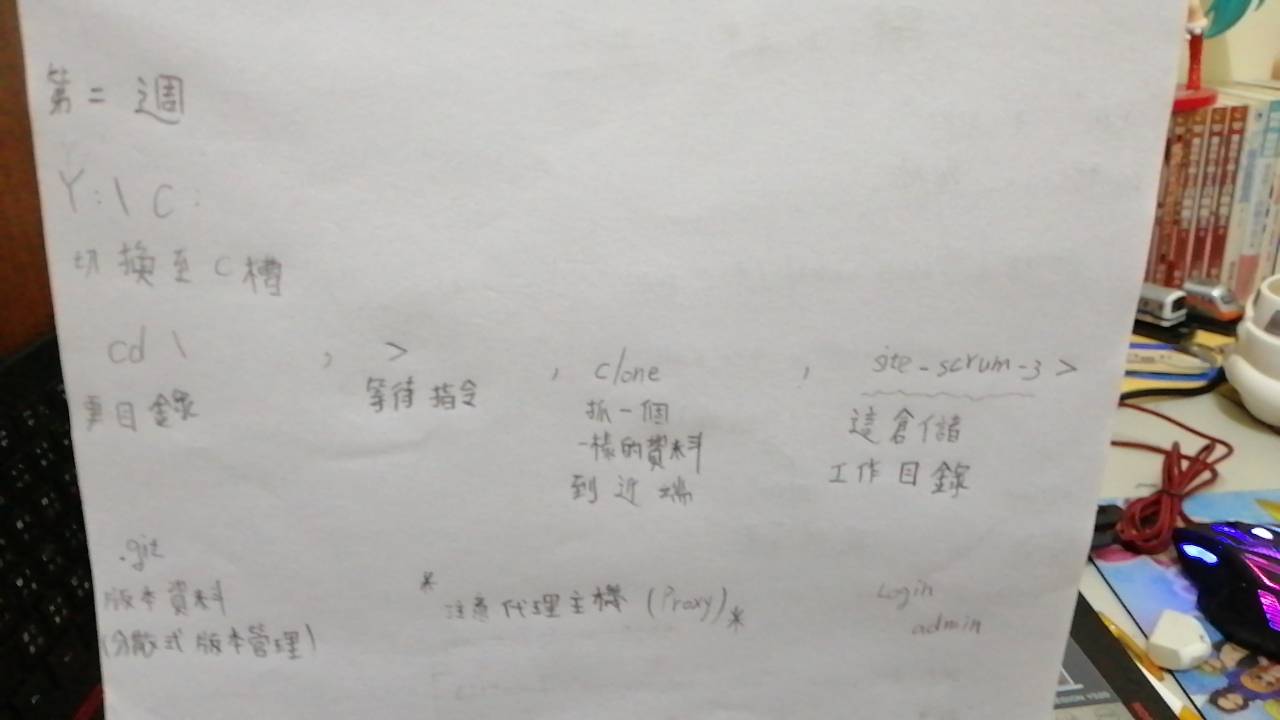 第二週
Y:\ C:
切換至 C槽
cd \ , > , clone , site-scrum-3 >
目錄
等待指令
抓一個
一樣的資料
到近端
這倉儲
工作目錄
.git
版本資料
(分散式版本管理)
*注意代理主機 (Proxy)*
Login
admin